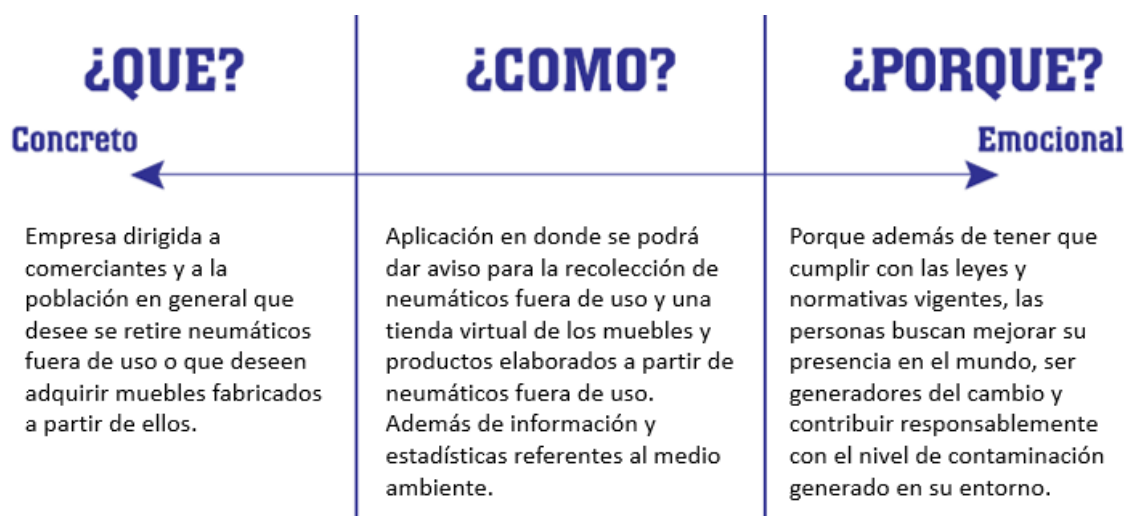 ¿QUE?
¿COMO?
¿PORQUE?
Concreto
Emocional
Empresa dirigida a
comerciantes y a la
población en general que
desee se retire neumáticos
fuera de uso o que deseen
adquirir muebles fabricados
a partir de ellos.
Aplicación en donde se podrá
dar aviso para la recolección de
neumáticos fuera de uso y una
tienda virtual de los muebles y
productos elaborados a partir de
neumáticos fuera de uso.
Además de información y
estadísticas referentes al medio
ambiente.
Porque además de tener que
cumplir con las leyes y
normativas vigentes, las
personas buscan mejorar su
presencia en el mundo, ser
generadores del cambio y
contribuir responsablemente
con el nivel de contaminación
generado en su entorno.